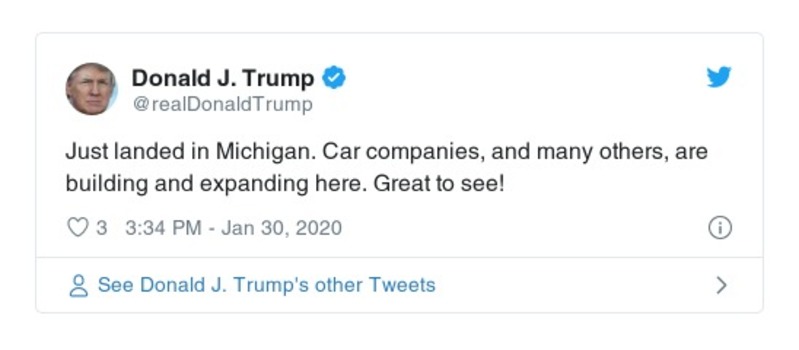 Donald J. Trump
@realDonaldTrump
Just landed in Michigan. Car companies, and many others, are
building and expanding here. Great to see!
3 3:34 PM - Jan 30, 2020
See Donald J. Trump's other Tweets